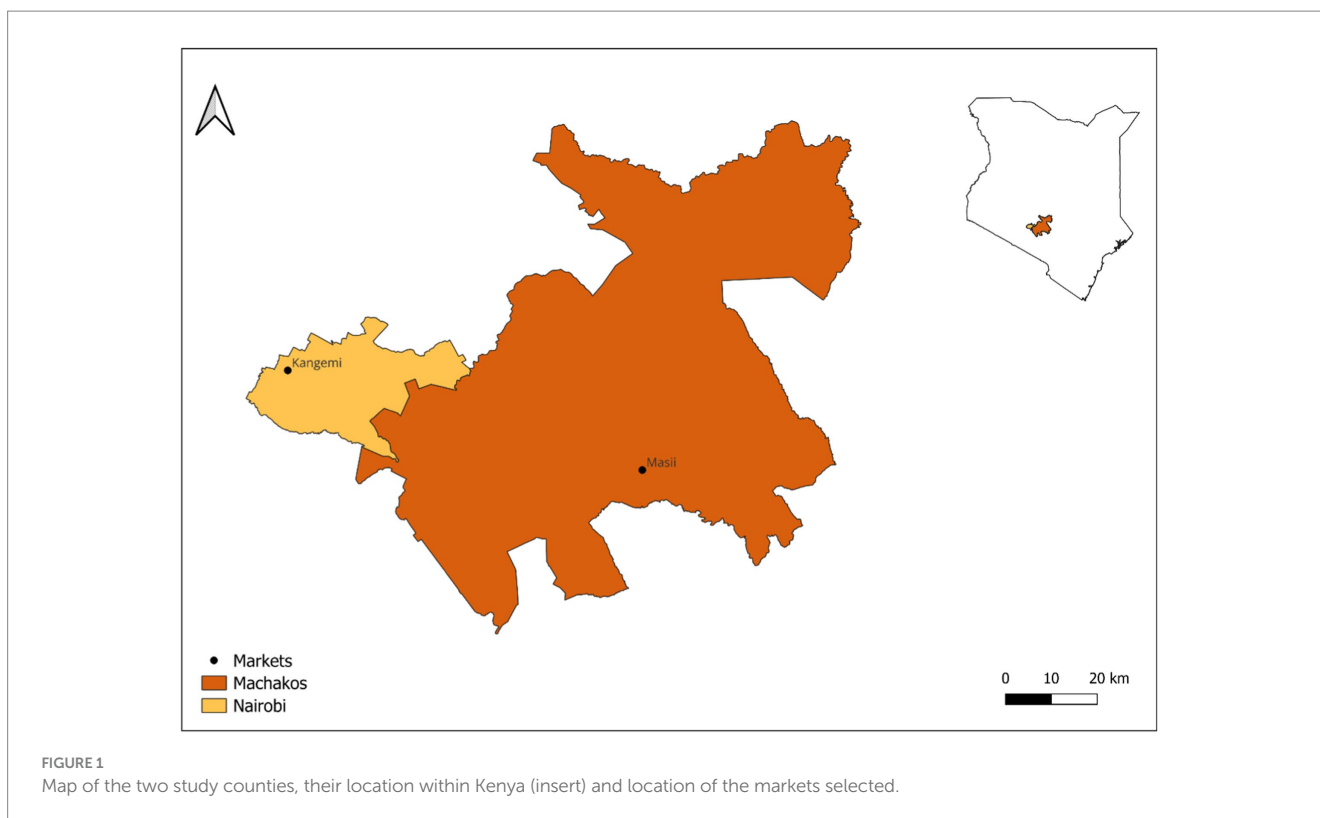 Kangemi
Masii
Markets
Machakos
Nairobi
0 10 20 km
FIGURE 1
Map of the two study counties, their location within Kenya (insert) and location of the markets selected.